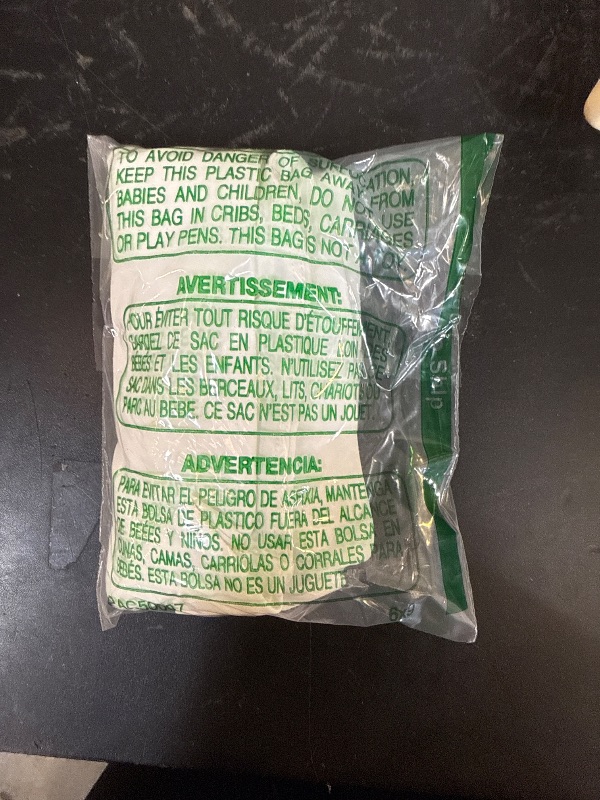 TO AVOID DANGER OF SUFFOCATION
KEEP THIS PLASTIC BAG AWAY FROM
BABIES AND CHILDREN, DO NOT USE
THIS BAG IN CRIBS, BEDS, CARRIAGES
OR PLAY PENS. THIS BAG IS NOT A TOY.
AVERTISSEMENT:
POUR ÉVITER TOUT RISQUE D'ÉTOUFFEMENT,
GARDEZ CE SAC EN PLASTIQUE LOIN DES
BÉBÉS ET LES ENFANTS. N'UTILISEZ PAS CE
SAC DANS LES BERCEAUX, LITS, CHARIOTS OU
PARC AU BEBE. CE SAC N'EST PAS UN JOUET.
ADVERTENCIA:
PARA EVITAR EL PELIGRO DE ASFIXIA, MANTENGA
ESTA BOLSA DE PLASTICO FUERA DEL ALCANCE
DE BEBÉS Y NIÑOS. NO USAR ESTA BOLSA EN
CUNAS, CAMAS, CARRIOLAS O CORRALES PARA
BEBÉS. ESTA BOLSA NO ES UN JUGUETE.
6x9